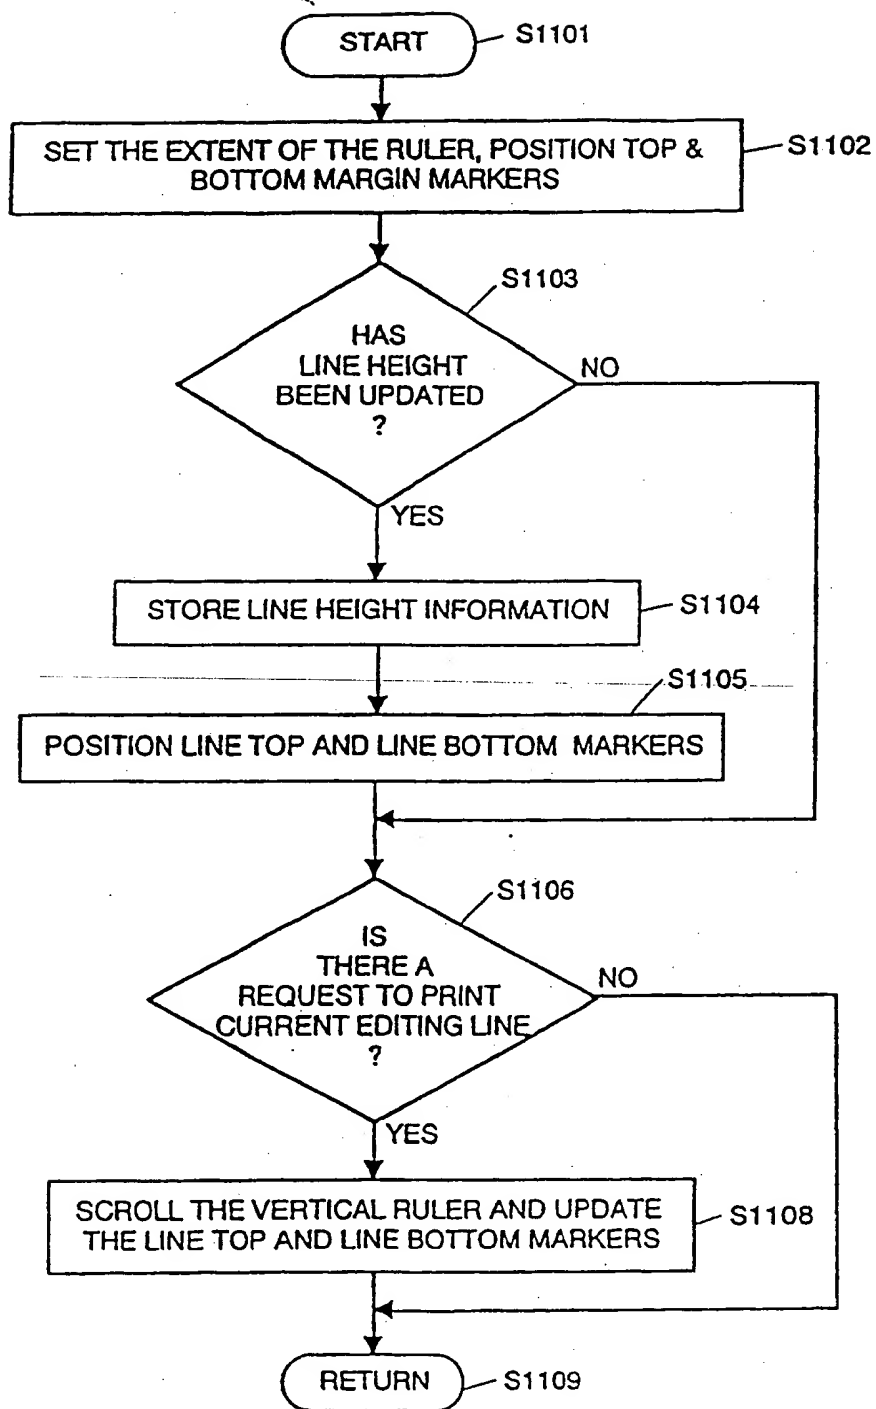 START
S1101
SET THE EXTENT OF THE RULER, POSITION TOP &
BOTTOM MARGIN MARKERS
S1102
S1103
HAS
LINE HEIGHT
BEEN UPDATED
?
NO
YES
STORE LINE HEIGHT INFORMATION
S1104
S1105
POSITION LINE TOP AND LINE BOTTOM MARKERS
S1106
IS
THERE A
REQUEST TO PRINT
CURRENT EDITING LINE
?
NO
YES
SCROLL THE VERTICAL RULER AND UPDATE
THE LINE TOP AND LINE BOTTOM MARKERS
S1108
RETURN
S1109